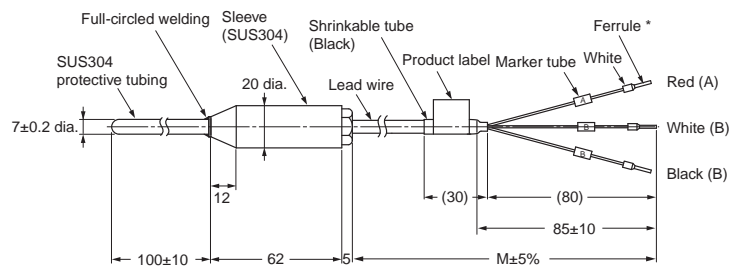 Full-circled welding
Sleeve
(SUS304)
Shrinkable tube
(Black)
Ferrule *
Product label
Marker tube
White
SUS304
protective tubing
20 dia.
Lead wire
Red (A)
A
7±0.2 dia.
B
White (B)
B
Black (B)
12
(30)
(80)
85±10
100±10
62
5
M±5%